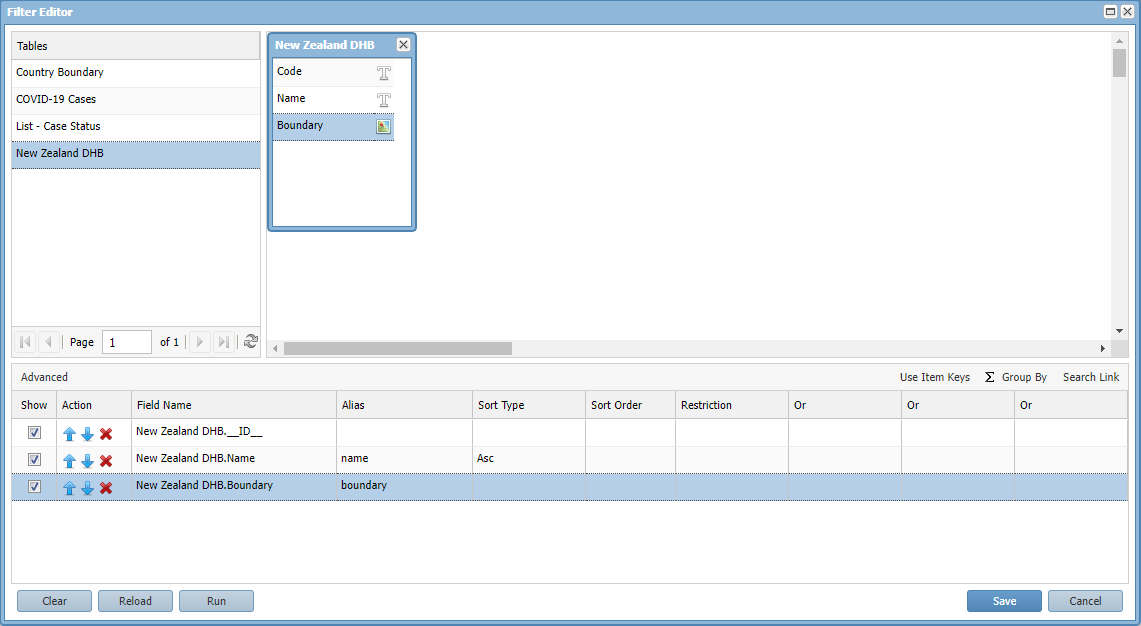 Filter Editor
Tables
Country Boundary
COVID-19 Cases
List - Case Status
New Zealand DHB
Page 1 of 1
New Zealand DHB
Code
Name
Boundary
Advanced
Use Item Keys Σ Group By Search Link
Show Action Field Name Alias Sort Type Sort Order Restriction Or Or Or
New Zealand DHB.__ID__
New Zealand DHB.Name name Asc
New Zealand DHB.Boundary boundary
Clear Reload Run Save Cancel